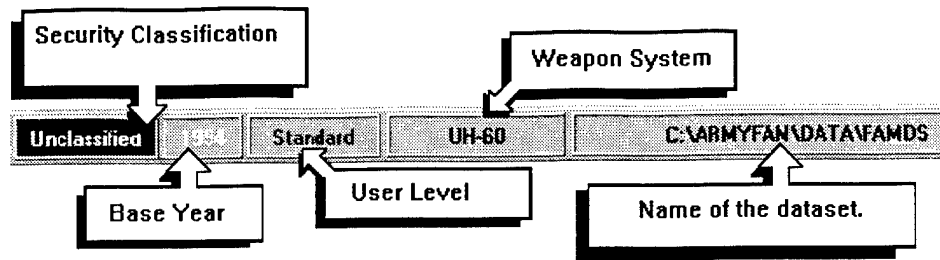 Security Classification
Weapon System
Unclassified 1994 Standard UH-60 C:\ARMYFAN\DATA\FAMDS
Base Year
User Level
Name of the dataset.